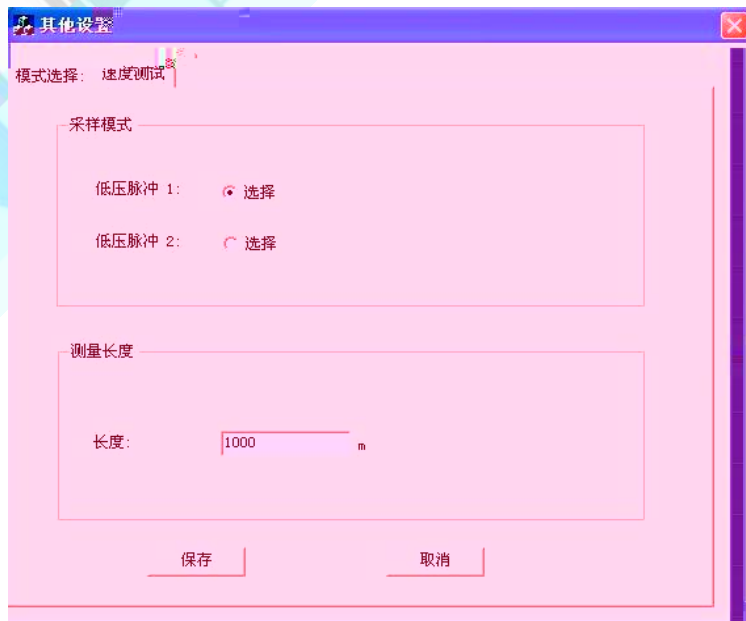 其他设置
模式选择: 速度测试
采样模式
低压脉冲 1: 选择
低压脉冲 2: 选择
测量长度
长度: 1000 m
保存 取消